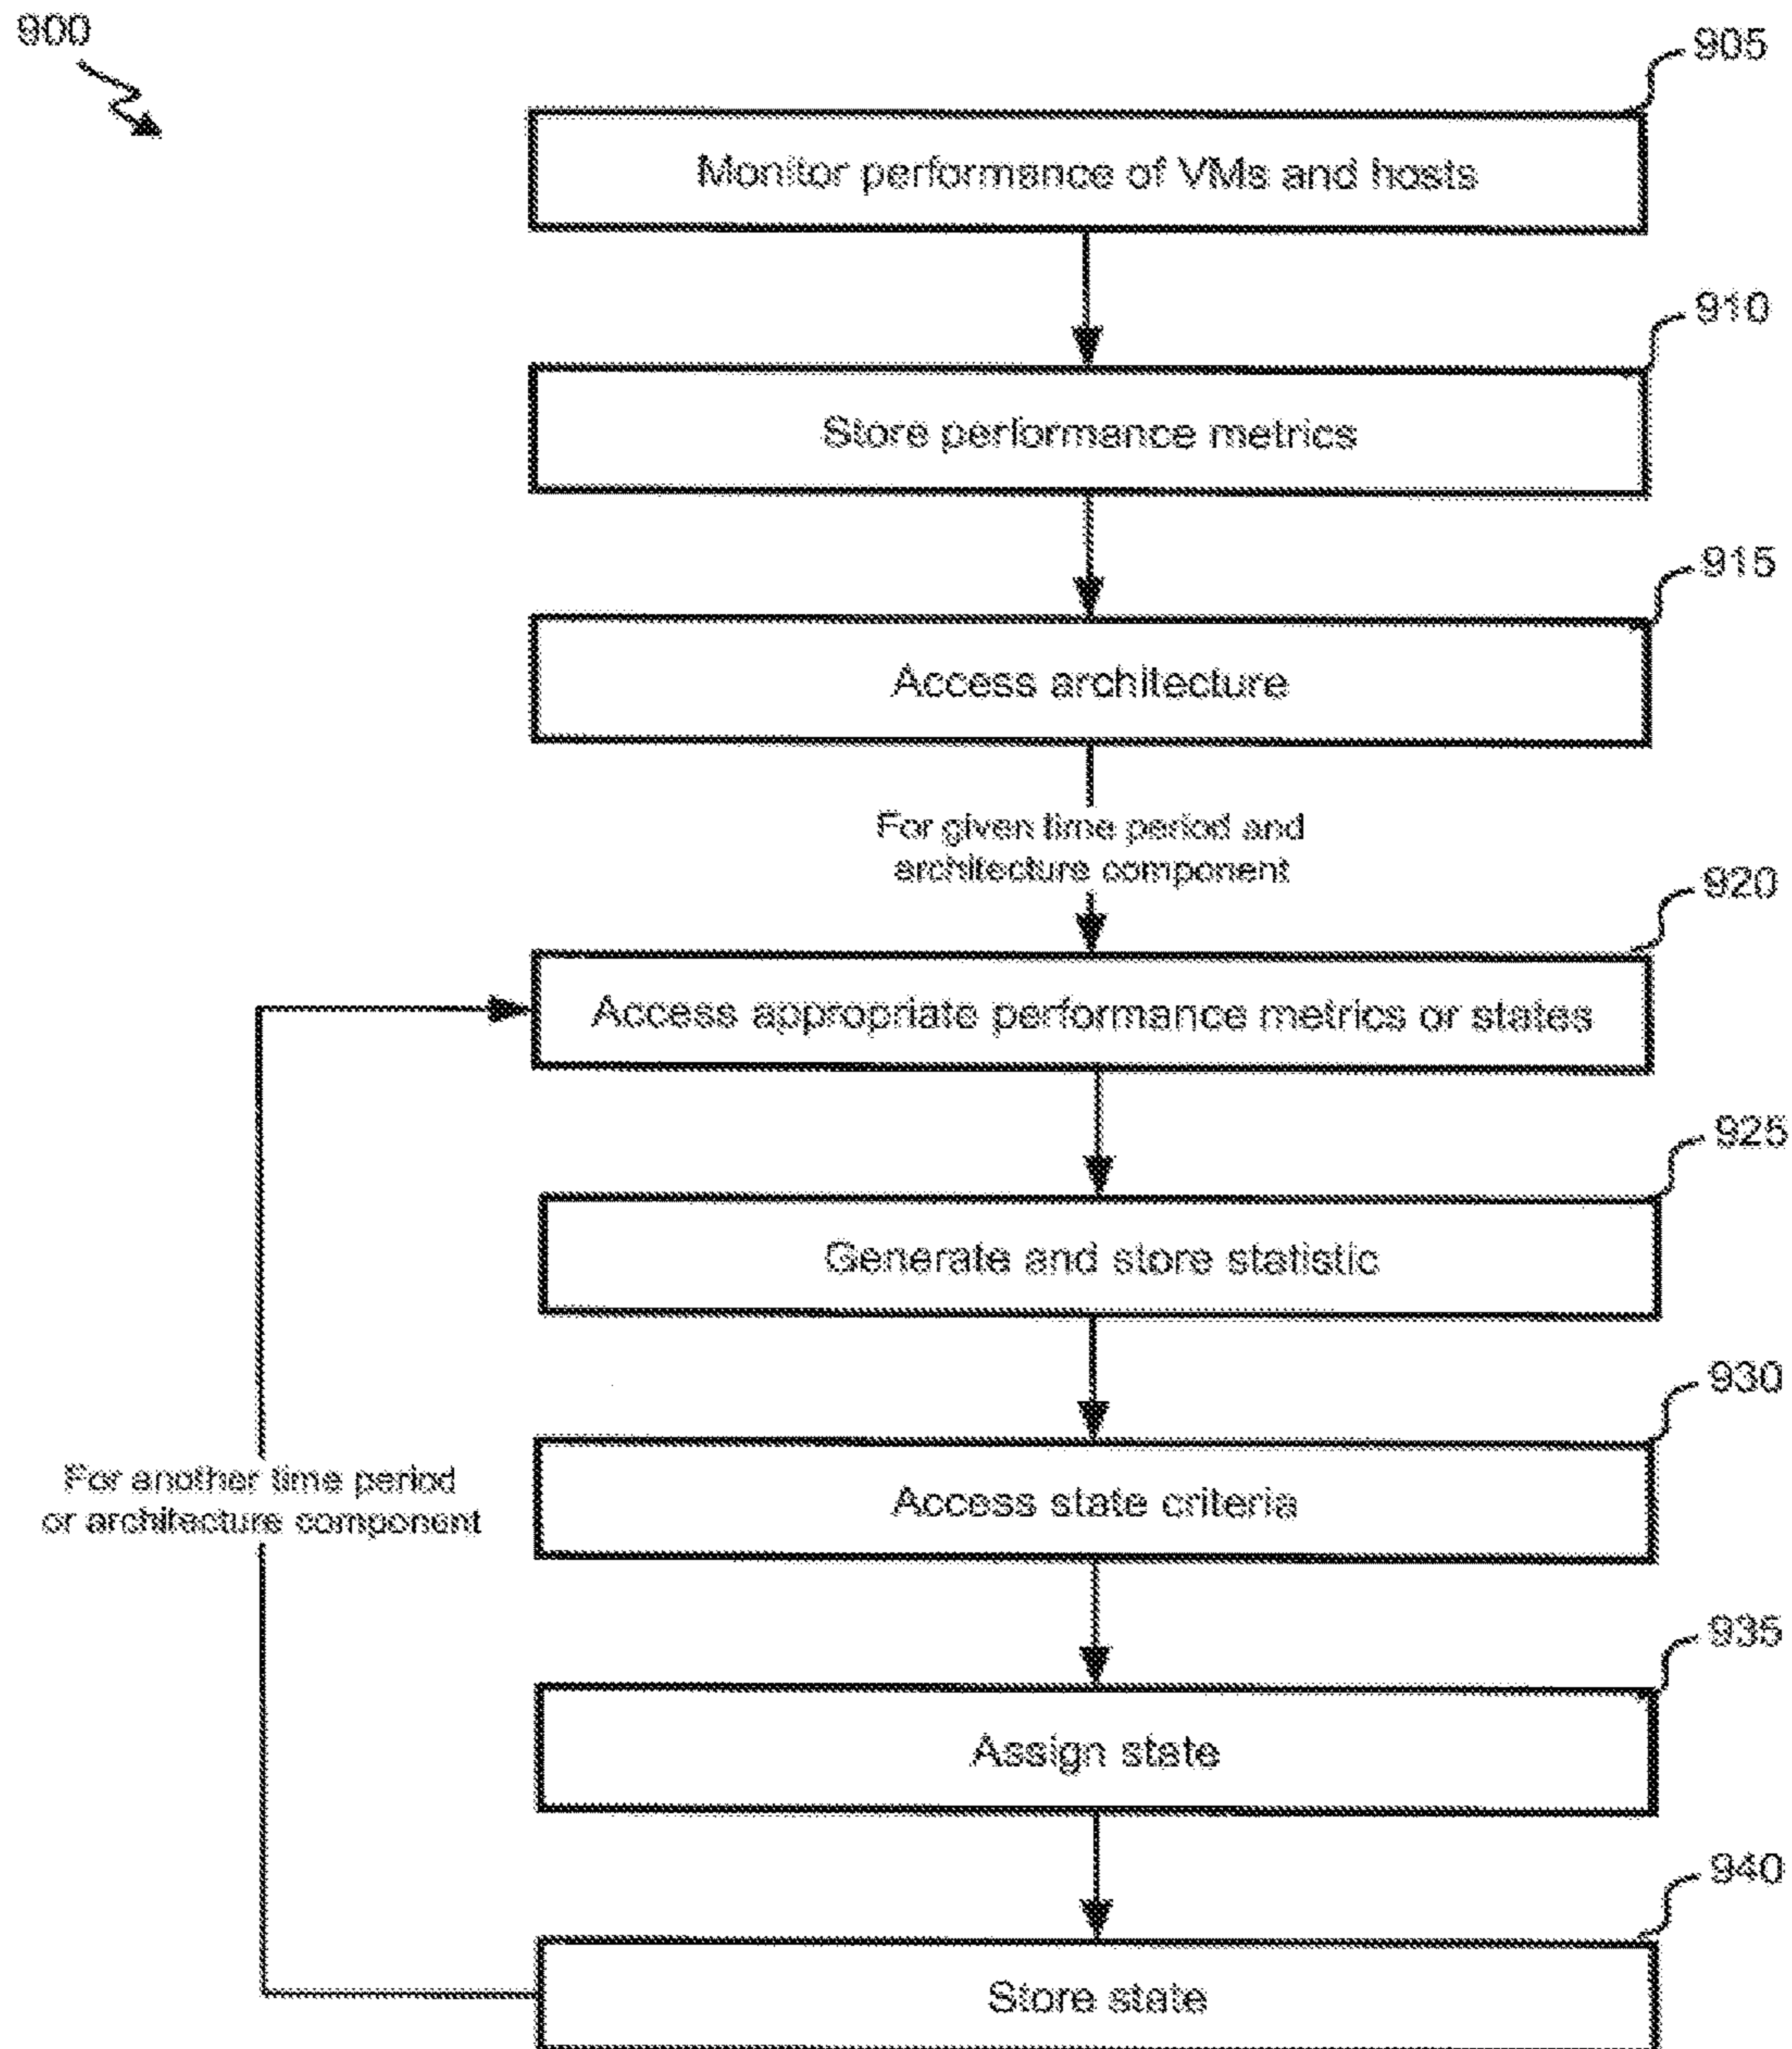 900
905
Monitor performance of VMs and hosts
910
Store performance metrics
915
Access architecture
For given time period and
architecture component
920
Access appropriate performance metrics or states
925
Generate and store statistic
930
Access state criteria
For another time period
or architecture component
935
Assign state
940
Store state